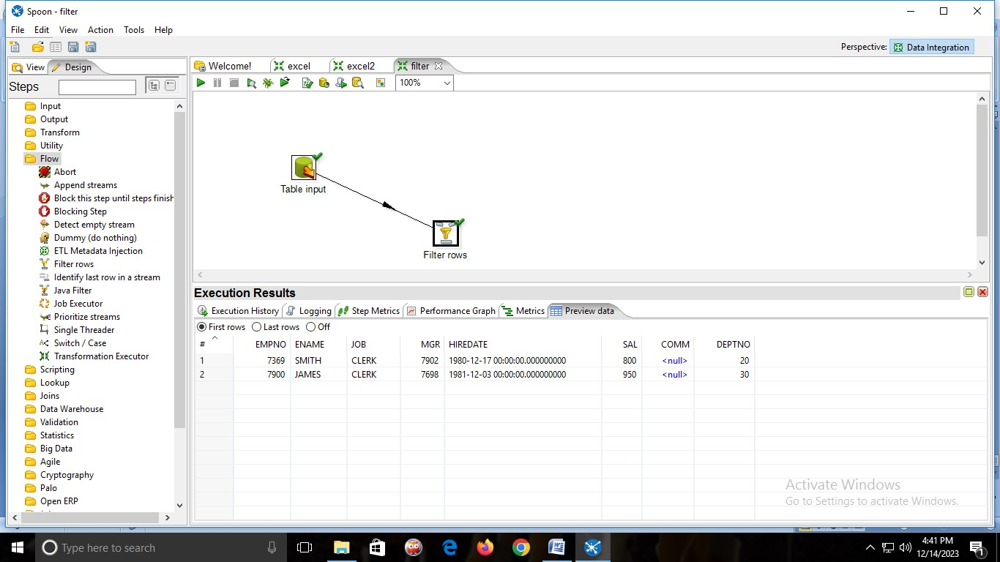 Spoon - filter
File Edit View Action Tools Help
Perspective: Data Integration
View Design
Welcome! excel excel2 filter
Steps
100%
Input
Output
Transform
Utility
Flow
Abort
Append streams
Block this step until steps finish
Blocking Step
Detect empty stream
Dummy (do nothing)
ETL Metadata Injection
Filter rows
Identify last row in a stream
Java Filter
Job Executor
Prioritize streams
Single Threader
Switch / Case
Transformation Executor
Scripting
Lookup
Joins
Data Warehouse
Validation
Statistics
Big Data
Agile
Cryptography
Palo
Open ERP
Table input
Filter rows
Execution Results
Execution History Logging Step Metrics Performance Graph Metrics Preview data
First rows Last rows Off
# EMPNO ENAME JOB MGR HIREDATE SAL COMM DEPTNO
1 7369 SMITH CLERK 7902 1980-12-17 00:00:00.000000000 800 <null> 20
2 7900 JAMES CLERK 7698 1981-12-03 00:00:00.000000000 950 <null> 30
Activate Windows
Go to Settings to activate Windows.
Type here to search
4:41 PM
12/14/2023
1